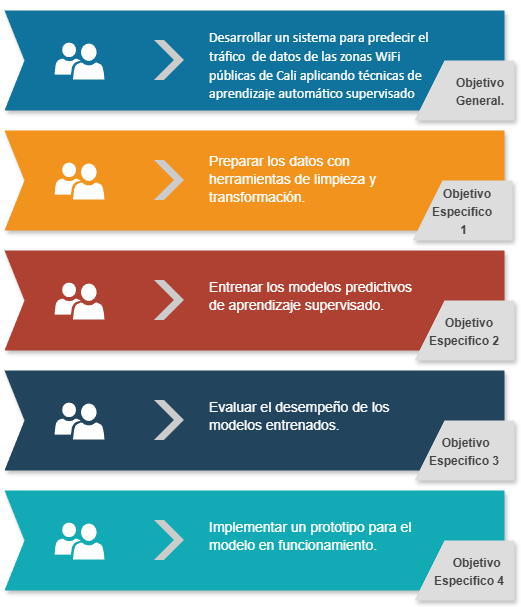 Desarrollar un sistema para predecir el
tráfico de datos de las zonas WiFi
públicas de Cali aplicando técnicas de
aprendizaje automático supervisado
Objetivo
General.
Preparar los datos con
herramientas de limpieza y
transformación.
Objetivo
Especifico
1
Entrenar los modelos predictivos
de aprendizaje supervisado.
Objetivo
Especifico 2
Evaluar el desempeño de los
modelos entrenados.
Objetivo
Especifico 3
Implementar un prototipo para el
modelo en funcionamiento.
Objetivo
Especifico 4